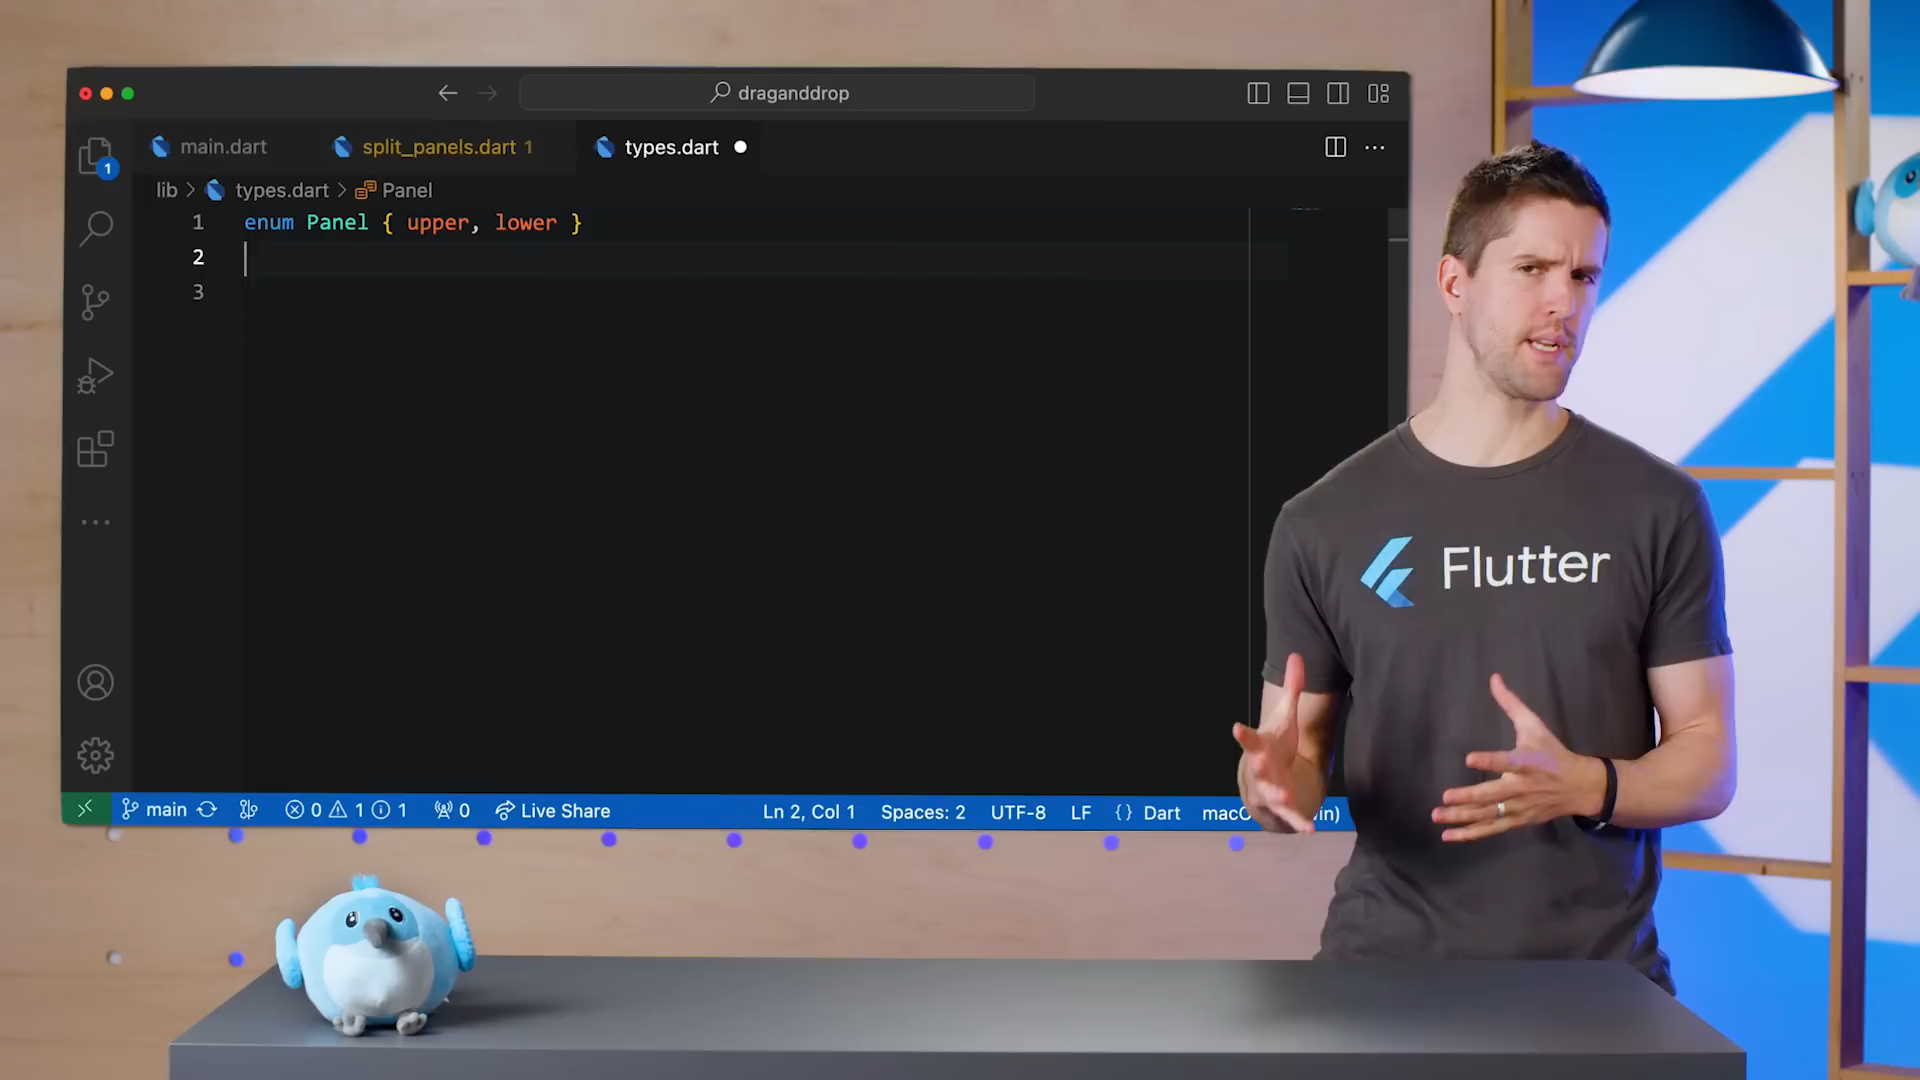 draganddrop
main.dart
split_panels.dart 1
types.dart
1
lib > types.dart > Panel
1 enum Panel { upper, lower }
2
3
Flutter
main
0 1 1
0
Live Share
Ln 2, Col 1
Spaces: 2
UTF-8
LF
{} Dart